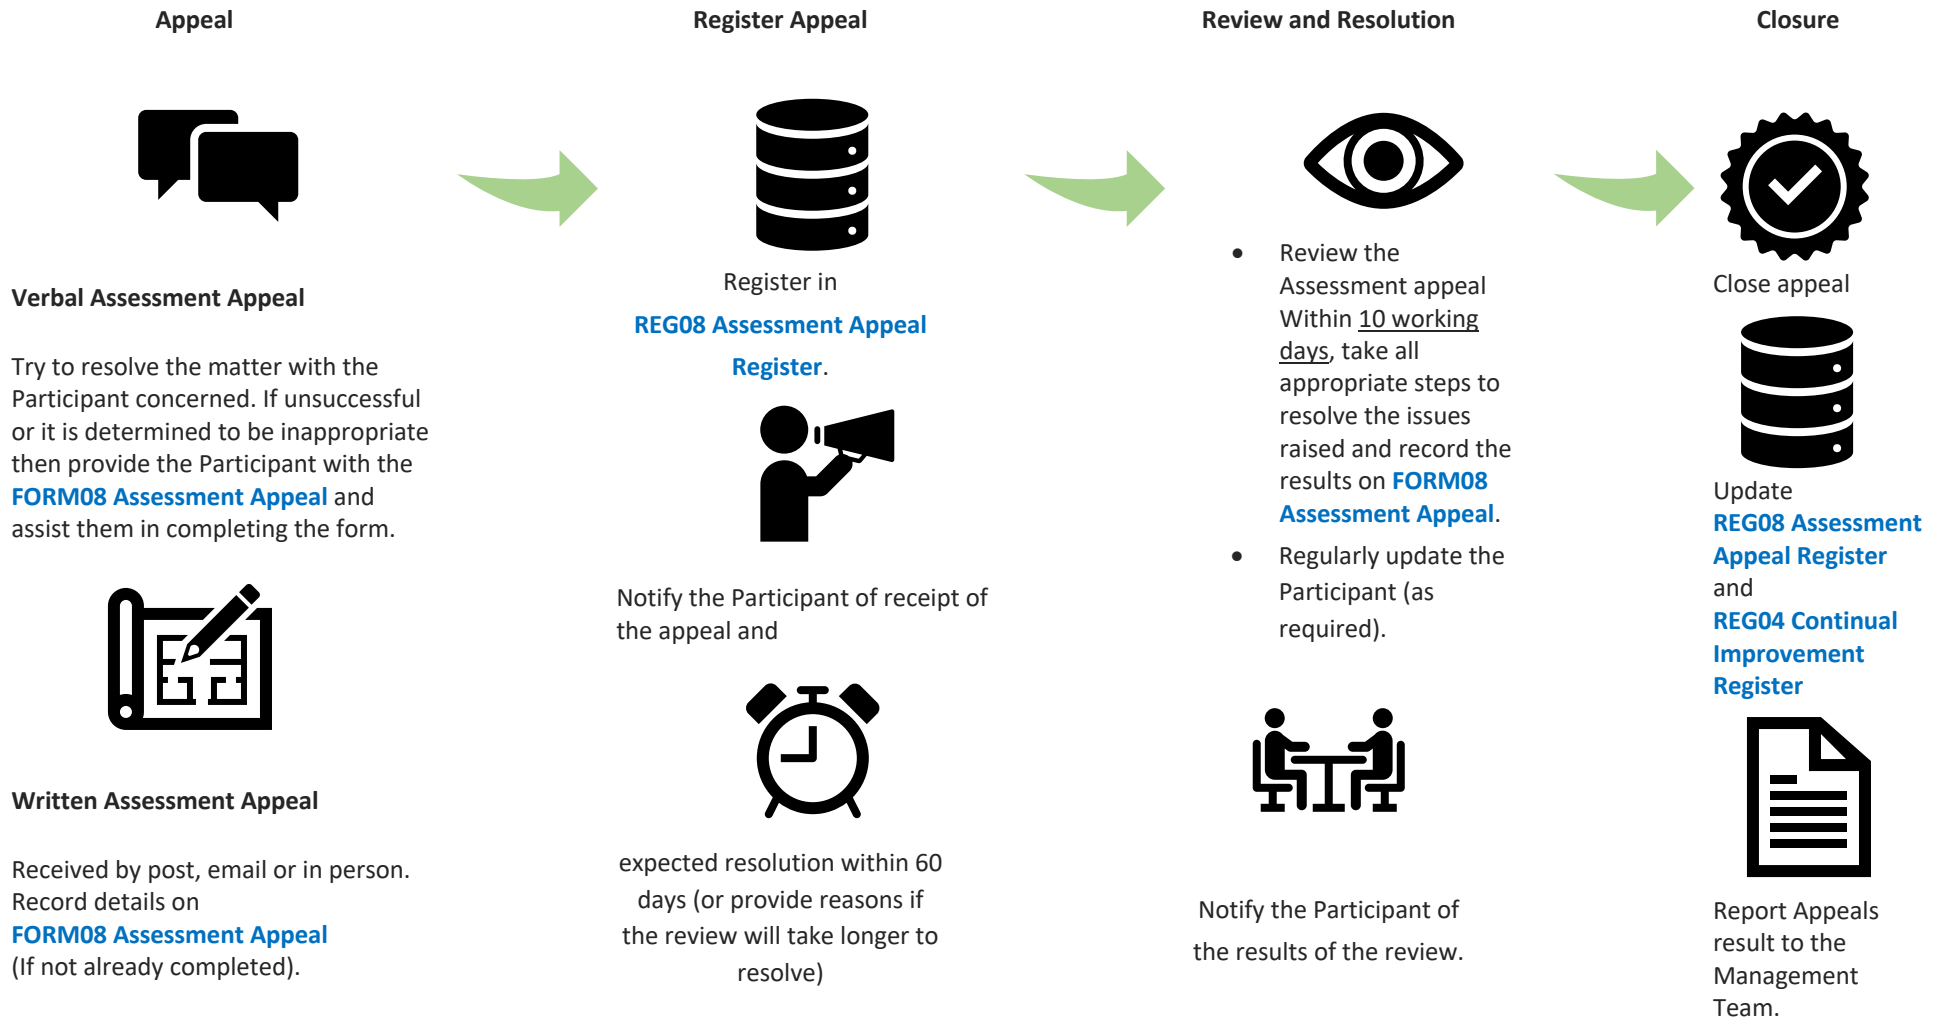 Appeal
Verbal Assessment Appeal
Try to resolve the matter with the
Participant concerned. If unsuccessful
or it is determined to be inappropriate
then provide the Participant with the
FORM08 Assessment Appeal and
assist them in completing the form.
Written Assessment Appeal
Received by post, email or in person.
Record details on
FORM08 Assessment Appeal
(If not already completed).
Register Appeal
Register in
REG08 Assessment Appeal
Register.
Notify the Participant of receipt of
the appeal and
expected resolution within 60
days (or provide reasons if
the review will take longer to
resolve)
Review and Resolution
• Review the
Assessment appeal
Within 10 working
days, take all
appropriate steps to
resolve the issues
raised and record the
results on FORM08
Assessment Appeal.
• Regularly update the
Participant (as
required).
Notify the Participant of
the results of the review.
Closure
Close appeal
Update
REG08 Assessment
Appeal Register
and
REG04 Continual
Improvement
Register
Report Appeals
result to the
Management
Team.